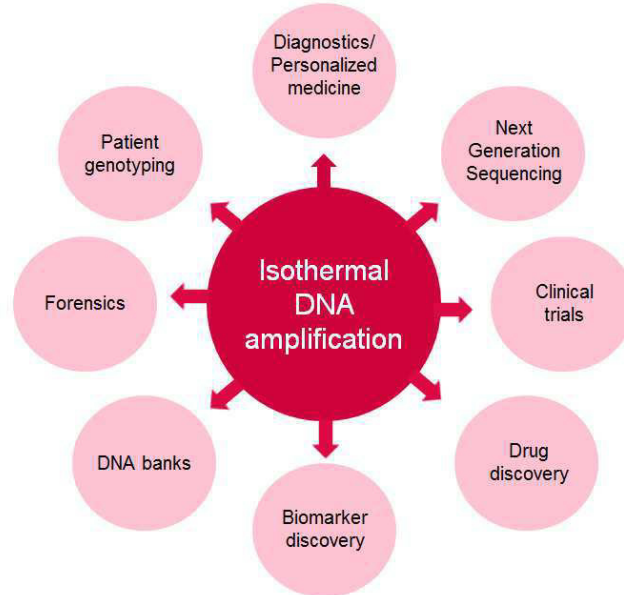 Diagnostics/
Personalized
medicine
Next
Generation
Sequencing
Clinical
trials
Drug
discovery
Biomarker
discovery
DNA banks
Forensics
Patient
genotyping
Isothermal
DNA
amplification